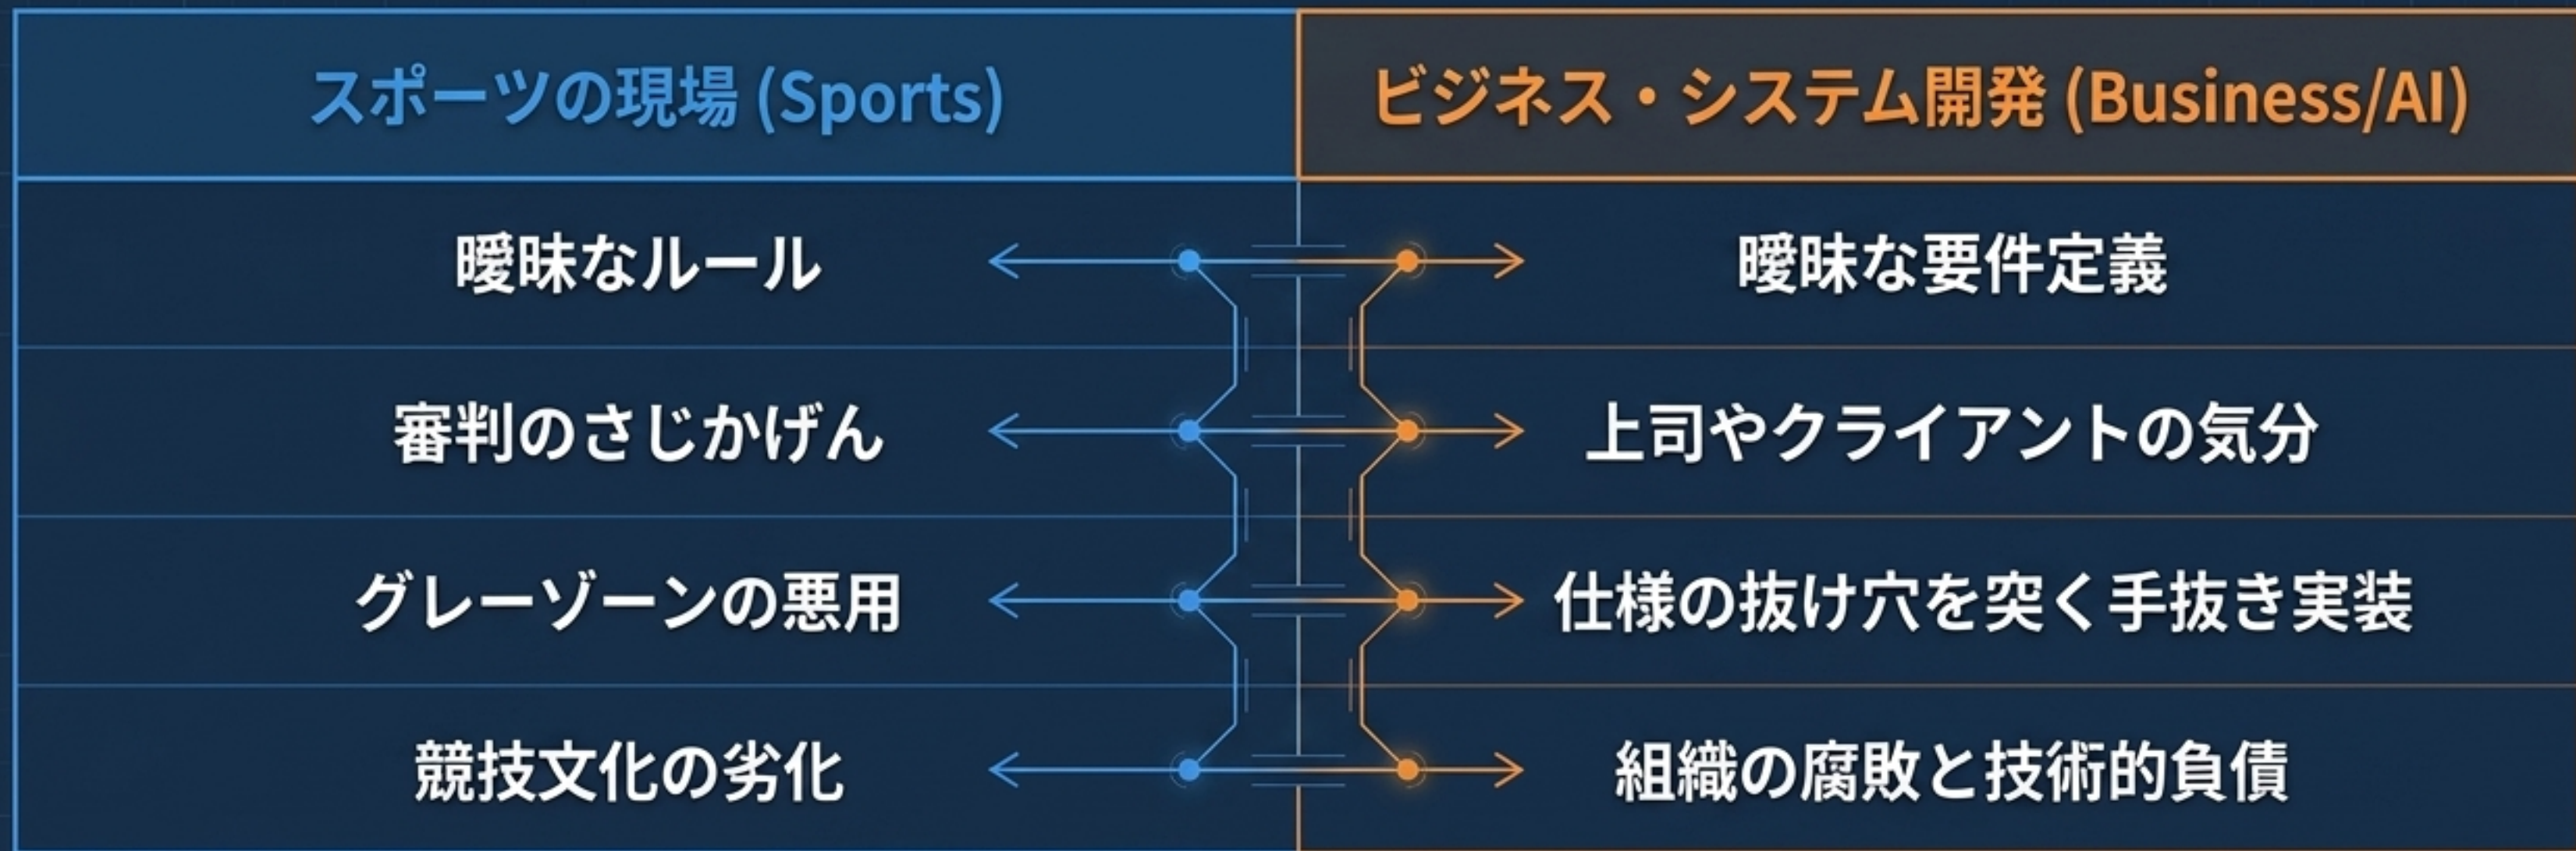 スポーツの現場 (Sports)
ビジネス・システム開発 (Business/AI)
曖昧なルール
曖昧な要件定義
審判のさじかげん
上司やクライアントの気分
グレーゾーンの悪用
仕様の抜け穴を突く手抜き実装
競技文化の劣化
組織の腐敗と技術的負債